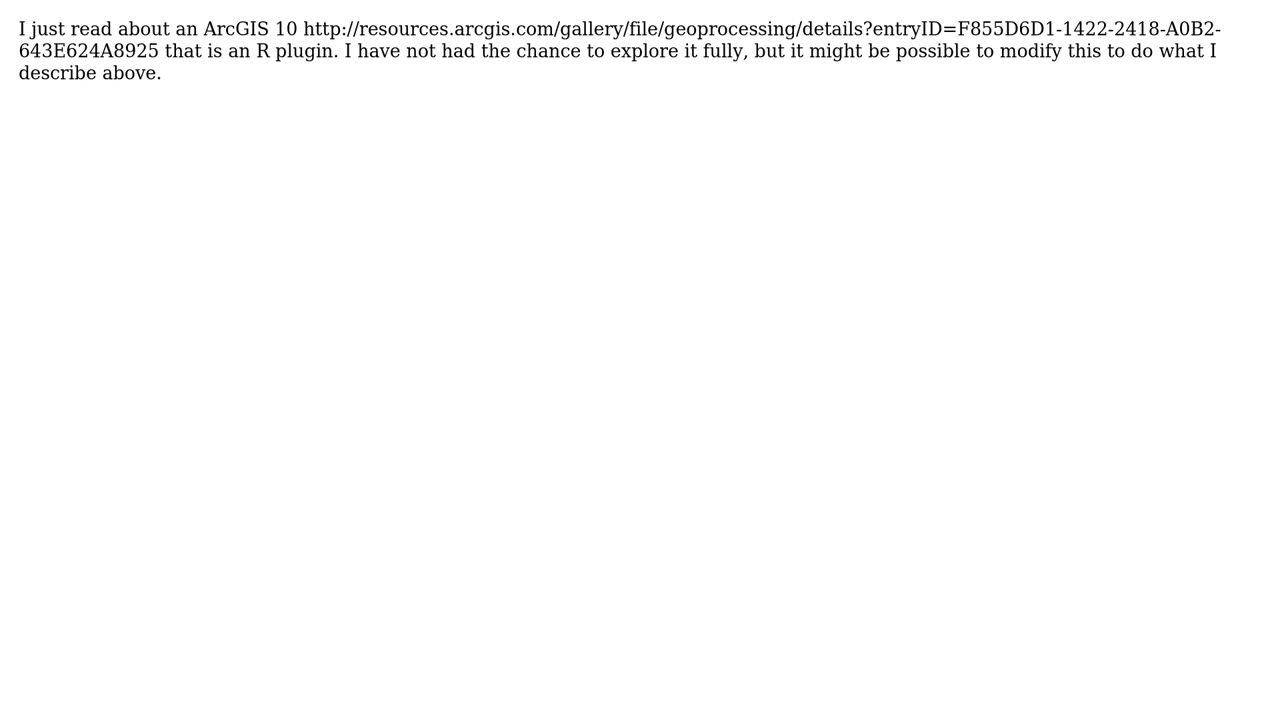 I just read about an ArcGIS 10 http://resources.arcgis.com/gallery/file/geoprocessing/details?entryID=F855D6D1-1422-2418-A0B2-
643E624A8925 that is an R plugin. I have not had the chance to explore it fully, but it might be possible to modify this to do what I
describe above.